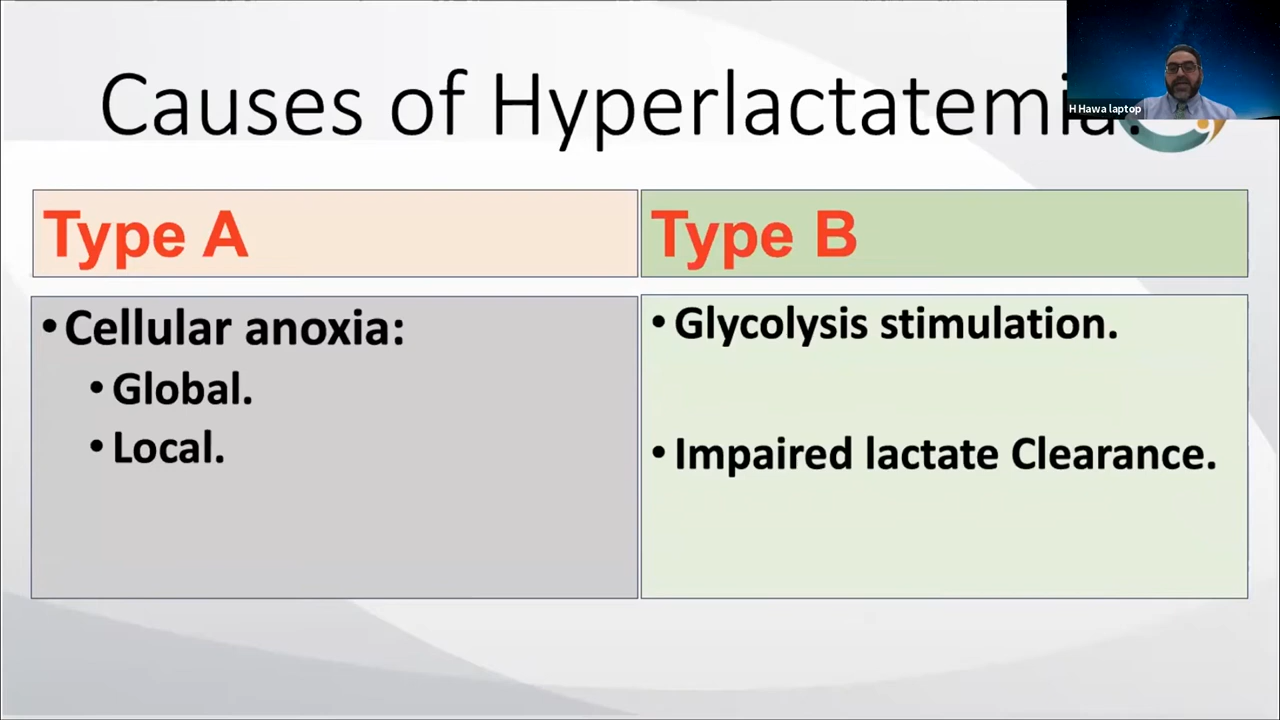 Causes of Hyperlactatemia.
H Hawa laptop
Type A
Type B
•Cellular anoxia:
•Global.
•Local.
•Glycolysis stimulation.
•Impaired lactate Clearance.